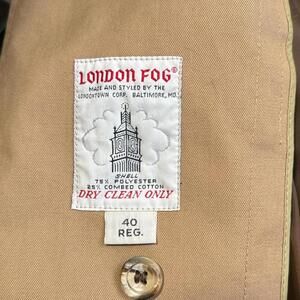 LONDON FOG®
MADE AND STYLED BY THE
LONDONTOWN CORP. BALTIMORE, MD.
SHELL
75% POLYESTER
25% COMBED COTTON
DRY CLEAN ONLY
40
REG.